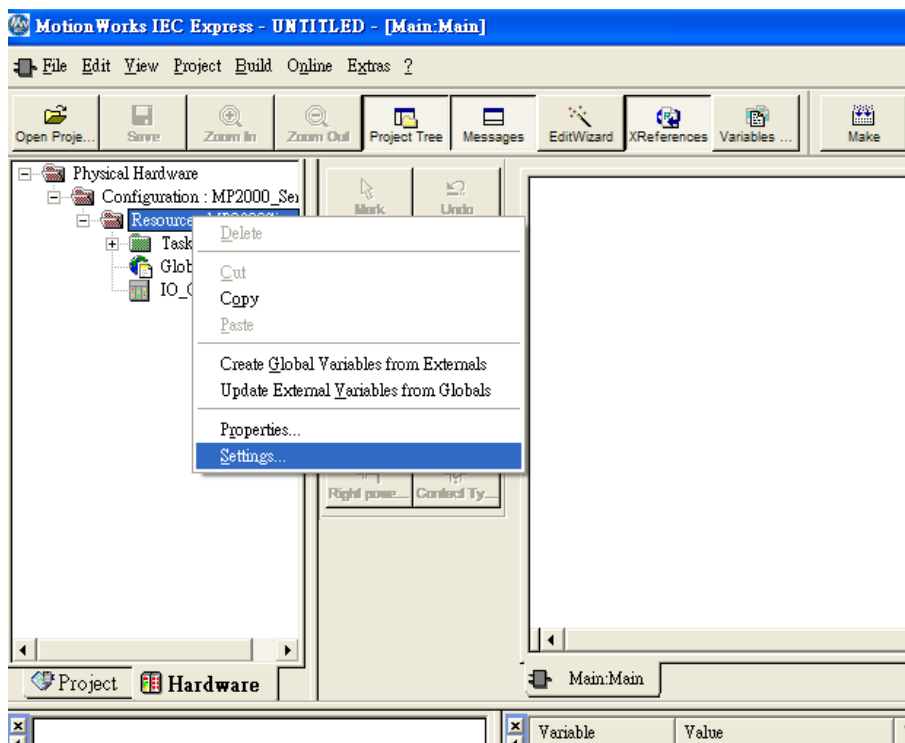 MotionWorks IEC Express - UNTITLED - [Main:Main]
File Edit View Project Build Online Extras ?
Open Proje... Save Zoom In Zoom Out Project Tree Messages EditWizard XReferences Variables ... Make
Physical Hardware
Configuration : MP2000_Ser
Resource
Task
Glob
IO_
Mark Undo
Delete
Cut
Copy
Paste
Create Global Variables from Externals
Update External Variables from Globals
Properties...
Settings...
Right powe... Contact Ty...
Project Hardware
Main:Main
Variable Value